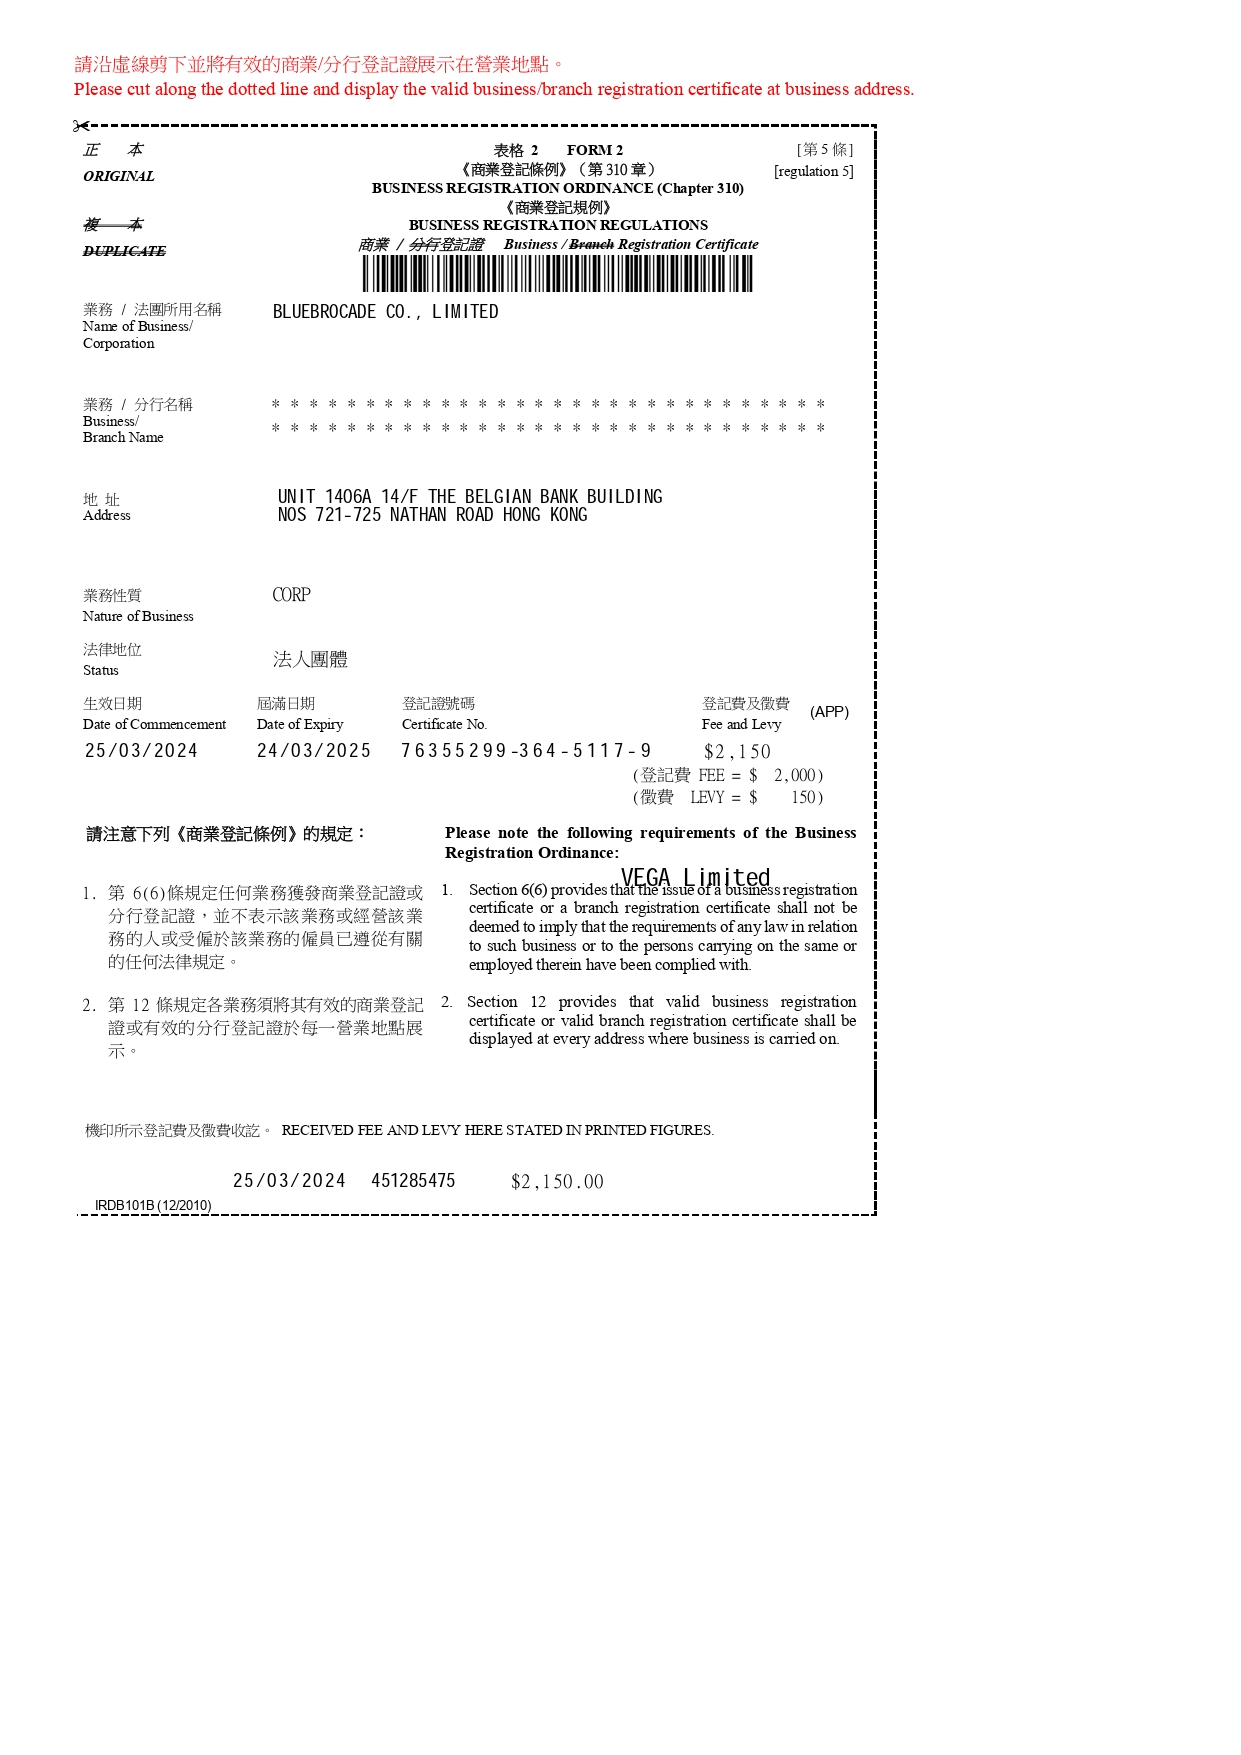 請沿虛線剪下並將有效的商業/分行登記證展示在營業地點。
Please cut along the dotted line and display the valid business/branch registration certificate at business address.
正 本
ORIGINAL
複 本
DUPLICATE
表格 2 FORM 2
《商業登記條例》(第 310 章)
BUSINESS REGISTRATION ORDINANCE (Chapter 310)
《商業登記規例》
BUSINESS REGISTRATION REGULATIONS
商業 / 分行登記證 Business / Branch Registration Certificate
[第 5 條]
[regulation 5]
業務 / 法團所用名稱
Name of Business/
Corporation
BLUEBROCADE CO., LIMITED
業務 / 分行名稱
Business/
Branch Name
* * * * * * * * * * * * * * * * * * * * * * * * * * * * * *
* * * * * * * * * * * * * * * * * * * * * * * * * * * * * *
地 址
Address
UNIT 1406A 14/F THE BELGIAN BANK BUILDING
NOS 721-725 NATHAN ROAD HONG KONG
業務性質
Nature of Business
CORP
法律地位
Status
法人團體
生效日期 屆滿日期 登記證號碼 登記費及徵費 (APP)
Date of Commencement Date of Expiry Certificate No. Fee and Levy
25/03/2024 24/03/2025 76355299-364-5117-9 $2,150
(登記費 FEE = $ 2,000)
(徵費 LEVY = $ 150)
請注意下列《商業登記條例》的規定：
1. 第 6(6)條規定任何業務獲發商業登記證或
分行登記證，並不表示該業務或經營該業
務的人或受僱於該業務的僱員已遵從有關
的任何法律規定。
2. 第 12 條規定各業務須將其有效的商業登記
證或有效的分行登記證於每一營業地點展
示。
Please note the following requirements of the Business
Registration Ordinance:
VEGA Limited
1. Section 6(6) provides that the issue of a business registration
certificate or a branch registration certificate shall not be
deemed to imply that the requirements of any law in relation
to such business or to the persons carrying on the same or
employed therein have been complied with.
2. Section 12 provides that valid business registration
certificate or valid branch registration certificate shall be
displayed at every address where business is carried on.
機印所示登記費及徵費收訖。 RECEIVED FEE AND LEVY HERE STATED IN PRINTED FIGURES.
25/03/2024 451285475 $2,150.00
IRDB101B (12/2010)